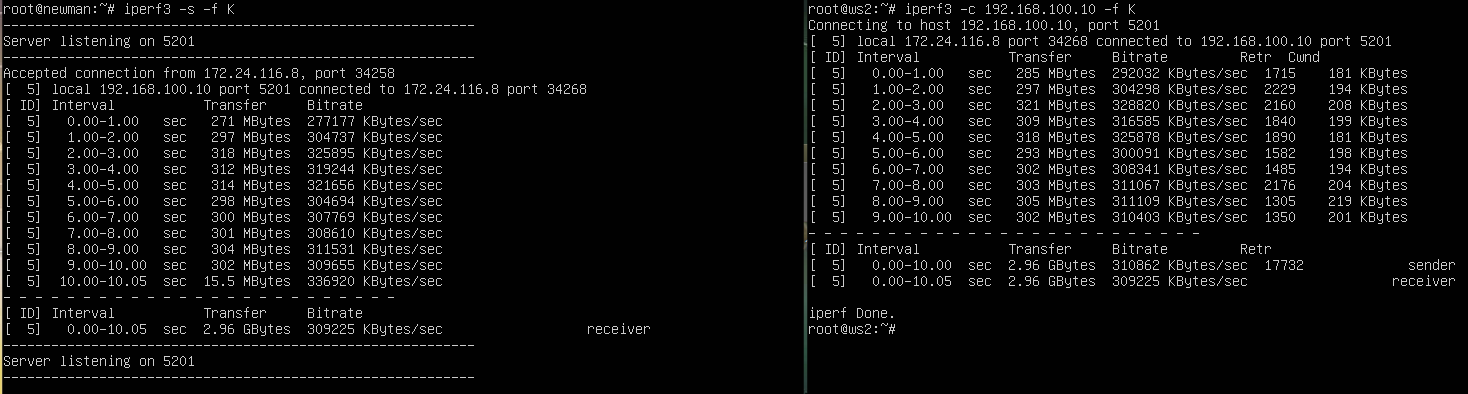 root@newman:~# iperf3 -s -f K
-----------------------------------------------------------
Server listening on 5201
-----------------------------------------------------------
Accepted connection from 172.24.116.8, port 34258
[  5] local 192.168.100.10 port 5201 connected to 172.24.116.8 port 34268
[ ID] Interval           Transfer     Bitrate
[  5]   0.00-1.00   sec   271 MBytes  277177 KBytes/sec
[  5]   1.00-2.00   sec   297 MBytes  304737 KBytes/sec
[  5]   2.00-3.00   sec   318 MBytes  325895 KBytes/sec
[  5]   3.00-4.00   sec   312 MBytes  319244 KBytes/sec
[  5]   4.00-5.00   sec   314 MBytes  321656 KBytes/sec
[  5]   5.00-6.00   sec   298 MBytes  304694 KBytes/sec
[  5]   6.00-7.00   sec   300 MBytes  307769 KBytes/sec
[  5]   7.00-8.00   sec   301 MBytes  308610 KBytes/sec
[  5]   8.00-9.00   sec   304 MBytes  311531 KBytes/sec
[  5]   9.00-10.00  sec   302 MBytes  309655 KBytes/sec
[  5]  10.00-10.05  sec  15.5 MBytes  336920 KBytes/sec
- - - - - - - - - - - - - - - - - - - - - - - - -
[ ID] Interval           Transfer     Bitrate
[  5]   0.00-10.05  sec  2.96 GBytes  309225 KBytes/sec                  receiver
-----------------------------------------------------------
Server listening on 5201
-----------------------------------------------------------
root@ws2:~# iperf3 -c 192.168.100.10 -f K
Connecting to host 192.168.100.10, port 5201
[  5] local 172.24.116.8 port 34268 connected to 192.168.100.10 port 5201
[ ID] Interval           Transfer     Bitrate         Retr  Cwnd
[  5]   0.00-1.00   sec   285 MBytes  292032 KBytes/sec  1715    181 KBytes
[  5]   1.00-2.00   sec   297 MBytes  304298 KBytes/sec  2229    194 KBytes
[  5]   2.00-3.00   sec   321 MBytes  328820 KBytes/sec  2160    208 KBytes
[  5]   3.00-4.00   sec   309 MBytes  316585 KBytes/sec  1840    199 KBytes
[  5]   4.00-5.00   sec   318 MBytes  325878 KBytes/sec  1890    181 KBytes
[  5]   5.00-6.00   sec   293 MBytes  300091 KBytes/sec  1582    198 KBytes
[  5]   6.00-7.00   sec   302 MBytes  308341 KBytes/sec  1485    194 KBytes
[  5]   7.00-8.00   sec   303 MBytes  311067 KBytes/sec  2176    204 KBytes
[  5]   8.00-9.00   sec   305 MBytes  311109 KBytes/sec  1305    219 KBytes
[  5]   9.00-10.00  sec   302 MBytes  310403 KBytes/sec  1350    201 KBytes
- - - - - - - - - - - - - - - - - - - - - - - - -
[ ID] Interval           Transfer     Bitrate         Retr
[  5]   0.00-10.00  sec  2.96 GBytes  310862 KBytes/sec  17732             sender
[  5]   0.00-10.05  sec  2.96 GBytes  309225 KBytes/sec                  receiver
iperf Done.
root@ws2:~#